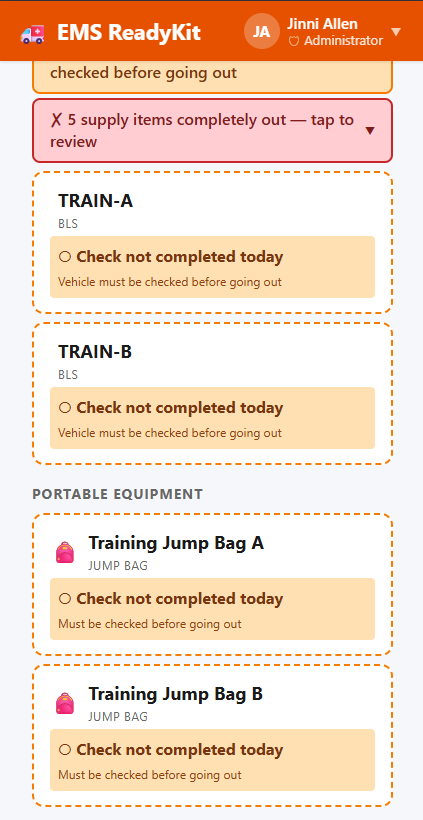 EMS ReadyKit
JA
Jinni Allen
Administrator
checked before going out
✗ 5 supply items completely out — tap to
review
TRAIN-A
BLS
Check not completed today
Vehicle must be checked before going out
TRAIN-B
BLS
Check not completed today
Vehicle must be checked before going out
PORTABLE EQUIPMENT
Training Jump Bag A
JUMP BAG
Check not completed today
Must be checked before going out
Training Jump Bag B
JUMP BAG
Check not completed today
Must be checked before going out